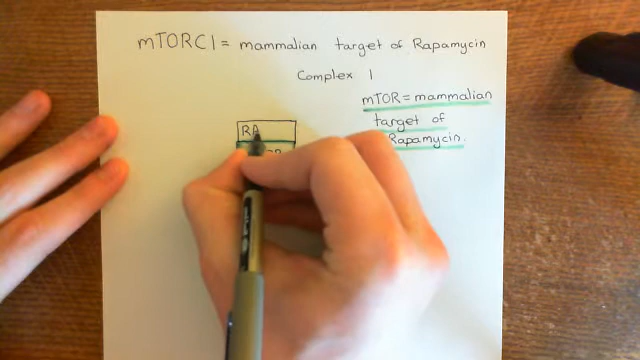 mTORC1 = mammalian target of Rapamycin
Complex 1
mTOR = mammalian
target of
Rapamycin.
RA